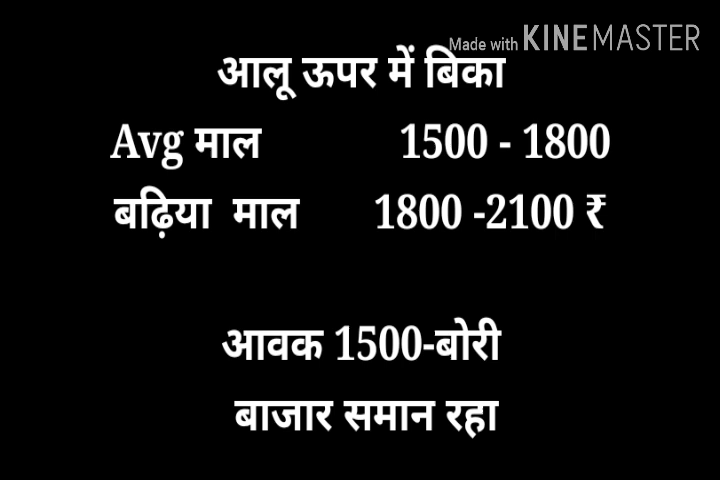 Made with KINEMASTER
आलू ऊपर में बिका
Avg माल 1500 - 1800
बढ़िया माल 1800 -2100 ₹
आवक 1500-बोरी
बाजार समान रहा